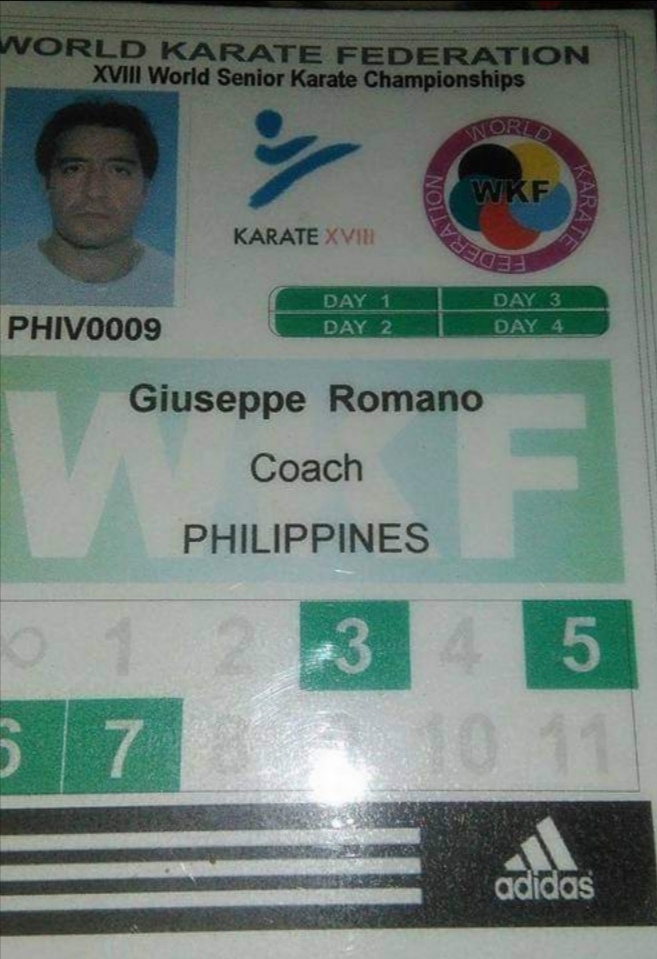 WORLD KARATE FEDERATION
XVIII World Senior Karate Championships
KARATE XVIII
WORLD KARATE FEDERATION
WKF
PHIV0009
DAY 1 DAY 3
DAY 2 DAY 4
WKF
Giuseppe Romano
Coach
PHILIPPINES
∞ 1 2 3 4 5
6 7 8 9 10 11
adidas